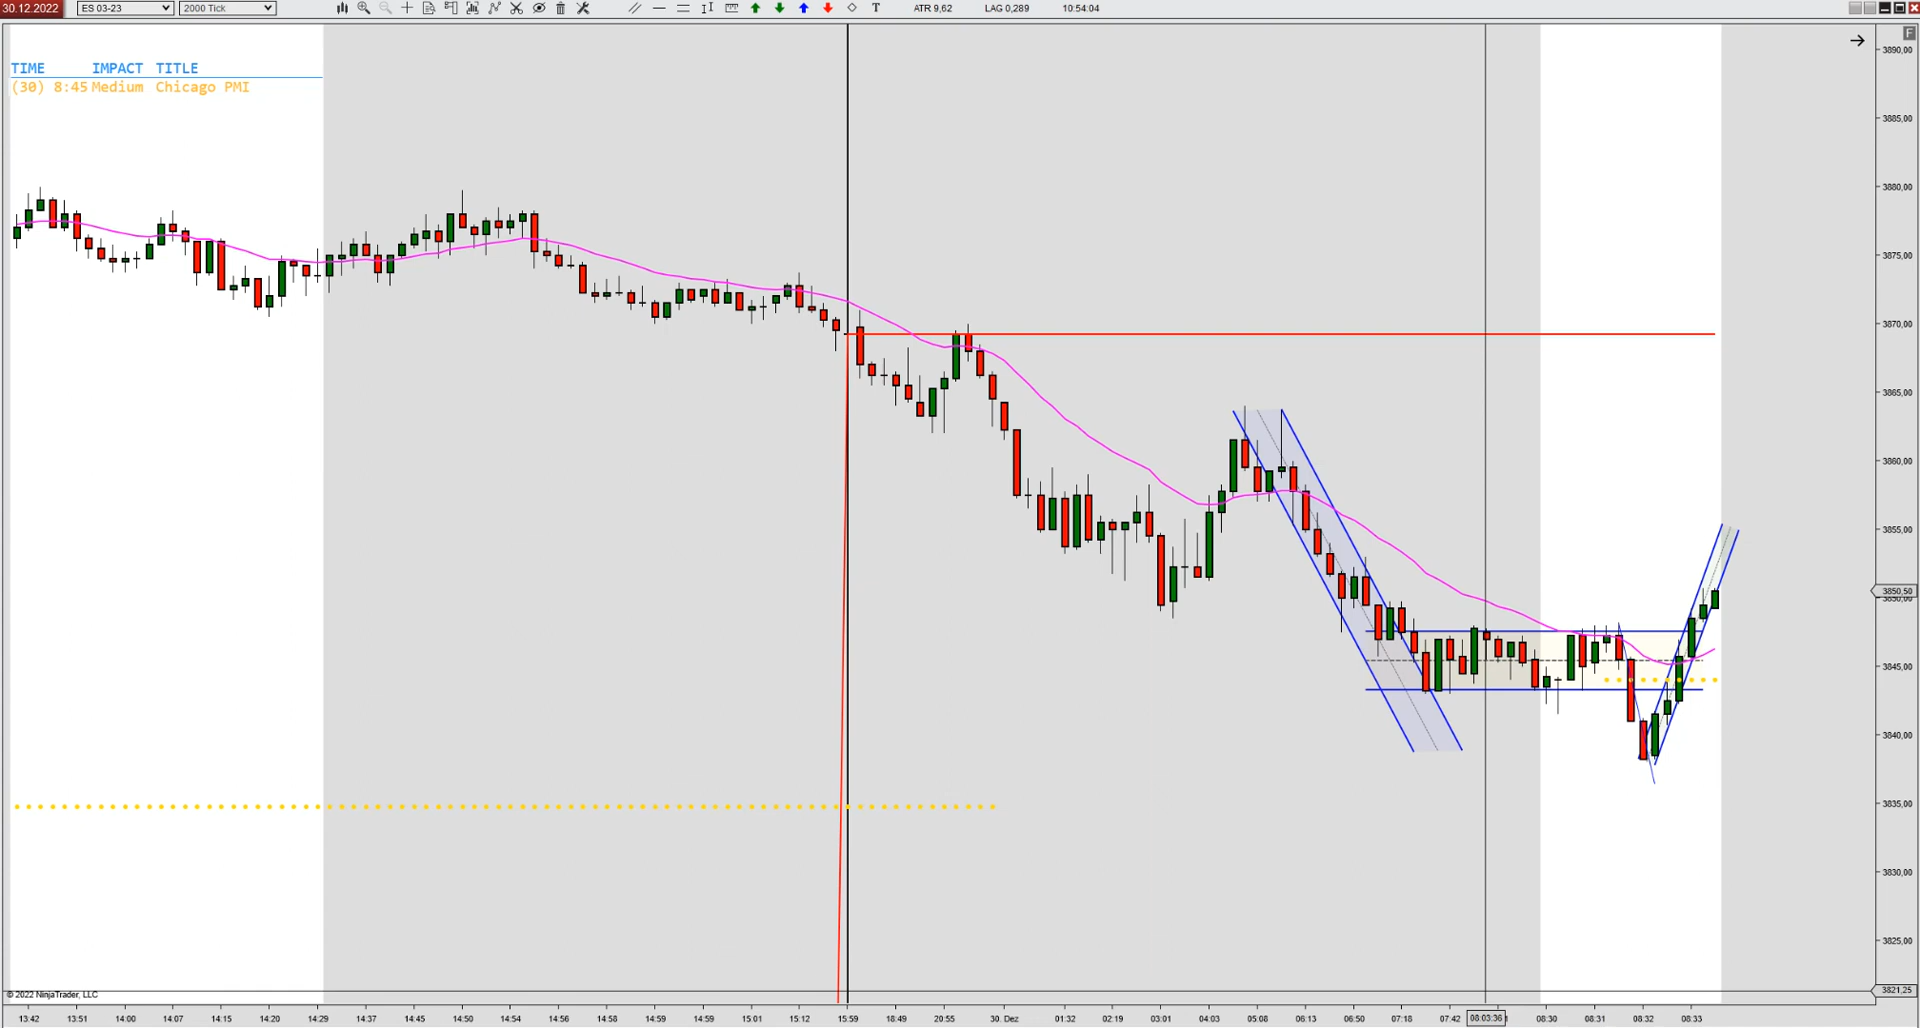 30.12.2022 ES 03-23 2000 Tick ATR 9,62 LAG 0,289 10:54:04
F
TIME IMPACT TITLE
(30) 8:45 Medium Chicago PMI
3890,00
3885,00
3880,00
3875,00
3870,00
3865,00
3860,00
3855,00
3850,50
3850,00
3845,00
3840,00
3835,00
3830,00
3825,00
3821,25
© 2022 NinjaTrader, LLC
13:42 13:51 14:00 14:07 14:15 14:20 14:29 14:37 14:45 14:50 14:54 14:56 14:58 14:59 14:59 15:01 15:12 15:59 18:49 20:55 30. Dez 01:32 02:19 03:01 04:03 05:08 06:13 06:50 07:18 07:42 08:03:36 08:30 08:31 08:32 08:33